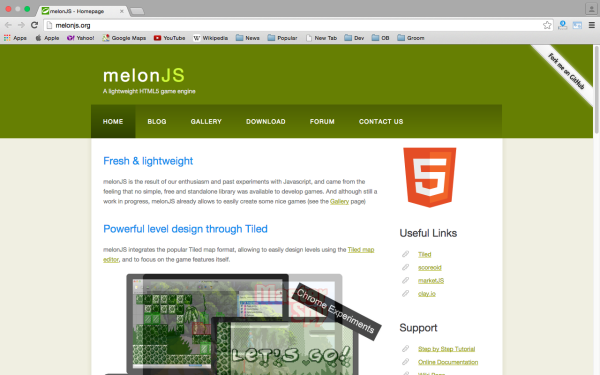 melonJS - Homepage
melonjs.org
Apps Apple Yahoo! Google Maps YouTube Wikipedia News Popular New Tab Dev OB Groom
Fork me on GitHub
melonJS
A lightweight HTML5 game engine
HOME BLOG GALLERY DOWNLOAD FORUM CONTACT US
Fresh & lightweight
melonJS is the result of our enthusiasm and past experiments with Javascript, and came from the
feeling that no simple, free and standalone library was available to develop games. And although still a
work in progress, melonJS already allows to easily create some nice games (see the Gallery page)
Powerful level design through Tiled
melonJS integrates the popular Tiled map format, allowing to easily design levels using the Tiled map
editor, and to focus on the game features itself.
Chrome Experiments
LET'S GO!
5
Useful Links
Tiled
scoreoid
marketJS
clay.io
Support
Step by Step Tutorial
Online Documentation